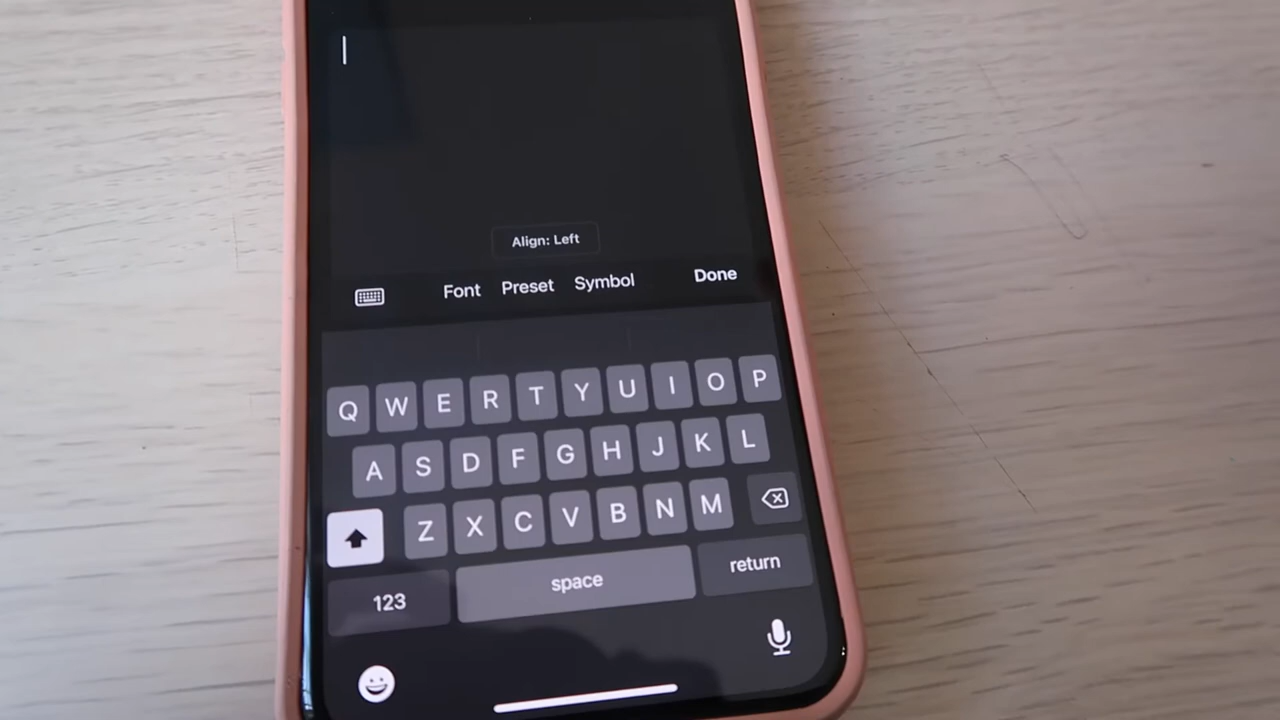 Align: Left
Font Preset Symbol Done
Q W E R T Y U I O P
A S D F G H J K L
Z X C V B N M
123 space return